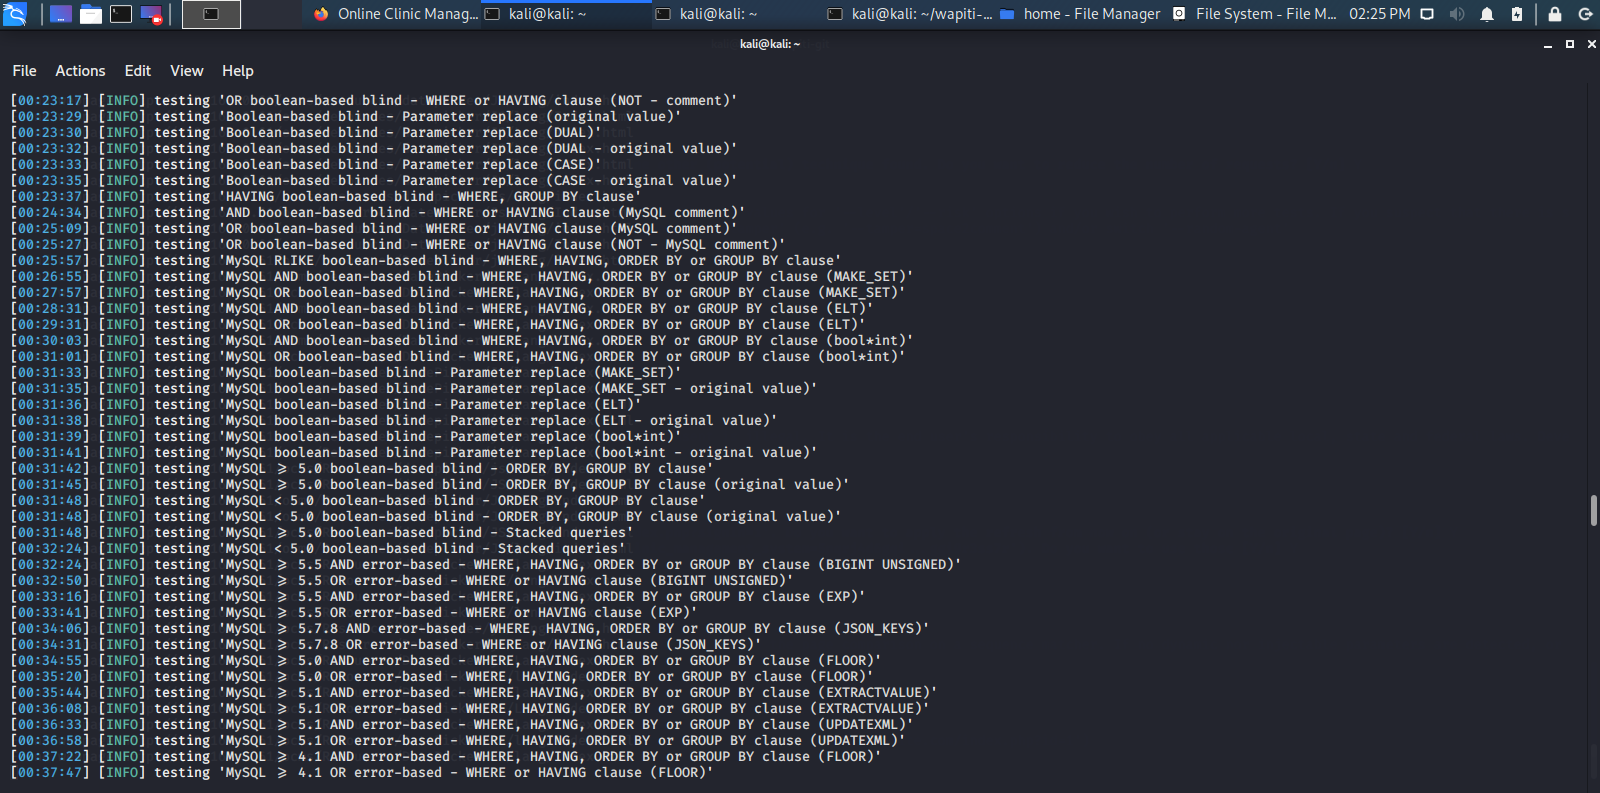 Online Clinic Manag...
kali@kali: ~
kali@kali: ~
kali@kali: ~/wapiti-...
home - File Manager
File System - File M...
02:25 PM
kali@kali: ~
File Actions Edit View Help
[00:23:17] [INFO] testing 'OR boolean-based blind - WHERE or HAVING clause (NOT - comment)'
[00:23:29] [INFO] testing 'Boolean-based blind - Parameter replace (original value)'
[00:23:30] [INFO] testing 'Boolean-based blind - Parameter replace (DUAL)'
[00:23:32] [INFO] testing 'Boolean-based blind - Parameter replace (DUAL - original value)'
[00:23:33] [INFO] testing 'Boolean-based blind - Parameter replace (CASE)'
[00:23:35] [INFO] testing 'Boolean-based blind - Parameter replace (CASE - original value)'
[00:23:37] [INFO] testing 'HAVING boolean-based blind - WHERE, GROUP BY clause'
[00:24:34] [INFO] testing 'AND boolean-based blind - WHERE or HAVING clause (MySQL comment)'
[00:25:09] [INFO] testing 'OR boolean-based blind - WHERE or HAVING clause (MySQL comment)'
[00:25:27] [INFO] testing 'OR boolean-based blind - WHERE or HAVING clause (NOT - MySQL comment)'
[00:25:57] [INFO] testing 'MySQL RLIKE boolean-based blind - WHERE, HAVING, ORDER BY or GROUP BY clause'
[00:26:55] [INFO] testing 'MySQL AND boolean-based blind - WHERE, HAVING, ORDER BY or GROUP BY clause (MAKE_SET)'
[00:27:57] [INFO] testing 'MySQL OR boolean-based blind - WHERE, HAVING, ORDER BY or GROUP BY clause (MAKE_SET)'
[00:28:31] [INFO] testing 'MySQL AND boolean-based blind - WHERE, HAVING, ORDER BY or GROUP BY clause (ELT)'
[00:29:31] [INFO] testing 'MySQL OR boolean-based blind - WHERE, HAVING, ORDER BY or GROUP BY clause (ELT)'
[00:30:03] [INFO] testing 'MySQL AND boolean-based blind - WHERE, HAVING, ORDER BY or GROUP BY clause (bool*int)'
[00:31:01] [INFO] testing 'MySQL OR boolean-based blind - WHERE, HAVING, ORDER BY or GROUP BY clause (bool*int)'
[00:31:33] [INFO] testing 'MySQL boolean-based blind - Parameter replace (MAKE_SET)'
[00:31:35] [INFO] testing 'MySQL boolean-based blind - Parameter replace (MAKE_SET - original value)'
[00:31:36] [INFO] testing 'MySQL boolean-based blind - Parameter replace (ELT)'
[00:31:38] [INFO] testing 'MySQL boolean-based blind - Parameter replace (ELT - original value)'
[00:31:39] [INFO] testing 'MySQL boolean-based blind - Parameter replace (bool*int)'
[00:31:41] [INFO] testing 'MySQL boolean-based blind - Parameter replace (bool*int - original value)'
[00:31:42] [INFO] testing 'MySQL ≥ 5.0 boolean-based blind - ORDER BY, GROUP BY clause'
[00:31:45] [INFO] testing 'MySQL ≥ 5.0 boolean-based blind - ORDER BY, GROUP BY clause (original value)'
[00:31:48] [INFO] testing 'MySQL < 5.0 boolean-based blind - ORDER BY, GROUP BY clause'
[00:31:48] [INFO] testing 'MySQL < 5.0 boolean-based blind - ORDER BY, GROUP BY clause (original value)'
[00:31:48] [INFO] testing 'MySQL ≥ 5.0 boolean-based blind - Stacked queries'
[00:32:24] [INFO] testing 'MySQL < 5.0 boolean-based blind - Stacked queries'
[00:32:24] [INFO] testing 'MySQL ≥ 5.5 AND error-based - WHERE, HAVING, ORDER BY or GROUP BY clause (BIGINT UNSIGNED)'
[00:32:50] [INFO] testing 'MySQL ≥ 5.5 OR error-based - WHERE or HAVING clause (BIGINT UNSIGNED)'
[00:33:16] [INFO] testing 'MySQL ≥ 5.5 AND error-based - WHERE, HAVING, ORDER BY or GROUP BY clause (EXP)'
[00:33:41] [INFO] testing 'MySQL ≥ 5.5 OR error-based - WHERE or HAVING clause (EXP)'
[00:34:06] [INFO] testing 'MySQL ≥ 5.7.8 AND error-based - WHERE, HAVING, ORDER BY or GROUP BY clause (JSON_KEYS)'
[00:34:31] [INFO] testing 'MySQL ≥ 5.7.8 OR error-based - WHERE or HAVING clause (JSON_KEYS)'
[00:34:55] [INFO] testing 'MySQL ≥ 5.0 AND error-based - WHERE, HAVING, ORDER BY or GROUP BY clause (FLOOR)'
[00:35:20] [INFO] testing 'MySQL ≥ 5.0 OR error-based - WHERE, HAVING, ORDER BY or GROUP BY clause (FLOOR)'
[00:35:44] [INFO] testing 'MySQL ≥ 5.1 AND error-based - WHERE, HAVING, ORDER BY or GROUP BY clause (EXTRACTVALUE)'
[00:36:08] [INFO] testing 'MySQL ≥ 5.1 OR error-based - WHERE, HAVING, ORDER BY or GROUP BY clause (EXTRACTVALUE)'
[00:36:33] [INFO] testing 'MySQL ≥ 5.1 AND error-based - WHERE, HAVING, ORDER BY or GROUP BY clause (UPDATEXML)'
[00:36:58] [INFO] testing 'MySQL ≥ 5.1 OR error-based - WHERE, HAVING, ORDER BY or GROUP BY clause (UPDATEXML)'
[00:37:22] [INFO] testing 'MySQL ≥ 4.1 AND error-based - WHERE, HAVING, ORDER BY or GROUP BY clause (FLOOR)'
[00:37:47] [INFO] testing 'MySQL ≥ 4.1 OR error-based - WHERE or HAVING clause (FLOOR)'